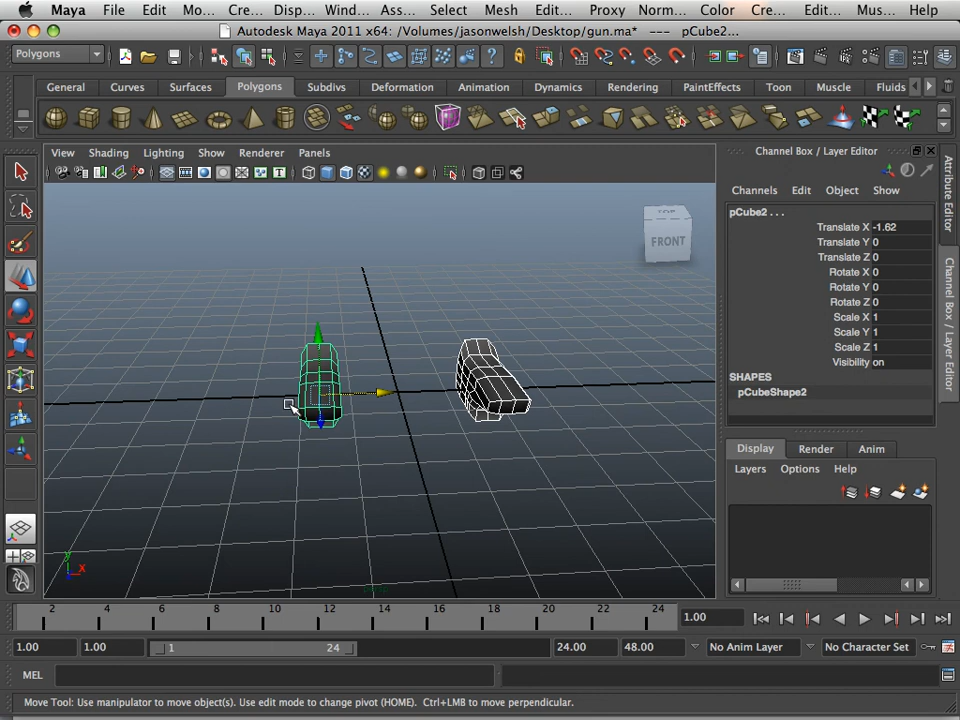 Maya File Edit Mo... Cre... Disp... Wind... Ass... Select Mesh Edit... Proxy Norm... Color Cre... Edit... Mus... Help
Autodesk Maya 2011 x64: /Volumes/jasonwelsh/Desktop/gun.ma* --- pCube2...
Polygons
General Curves Surfaces Polygons Subdivs Deformation Animation Dynamics Rendering PaintEffects Toon Muscle Fluids
View Shading Lighting Show Renderer Panels
Channel Box / Layer Editor
Channels Edit Object Show
pCube2 . . .
Translate X -1.62
Translate Y 0
Translate Z 0
Rotate X 0
Rotate Y 0
Rotate Z 0
Scale X 1
Scale Y 1
Scale Z 1
Visibility on
SHAPES
pCubeShape2
Display Render Anim
Layers Options Help
Attribute Editor
Channel Box / Layer Editor
TOP
FRONT
y
x
2 4 6 8 10 12 14 16 18 20 22 24 1.00
1.00 1.00 1 24 24.00 48.00 No Anim Layer No Character Set
MEL
Move Tool: Use manipulator to move object(s). Use edit mode to change pivot (HOME). Ctrl+LMB to move perpendicular.